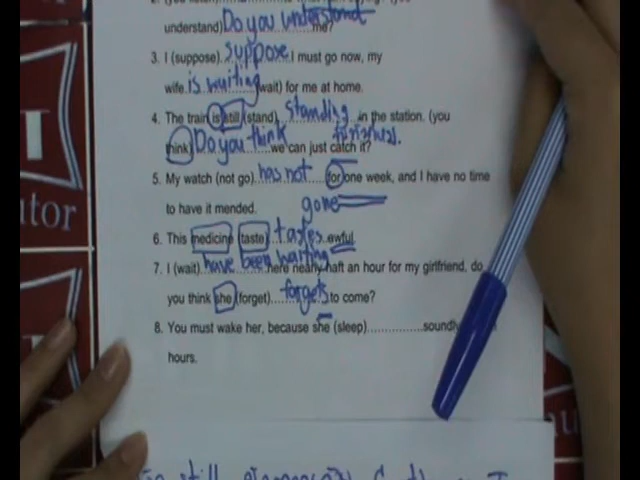 understand) Do you understand me?
3. I (suppose). suppose I must go now, my
wife is waiting wait) for me at home.
4. The train is still (stand) standing in the station. (you
think) Do you think we can just catch it?
5. My watch (not go) has not for one week, and I have no time
to have it mended. gone
6. This medicine (taste) tastes awful
7. I (wait) have been waiting here nearly haft an hour for my girlfriend, do
you think she (forget) forgets to come?
8. You must wake her, because she (sleep) soundly
hours.
still
utor